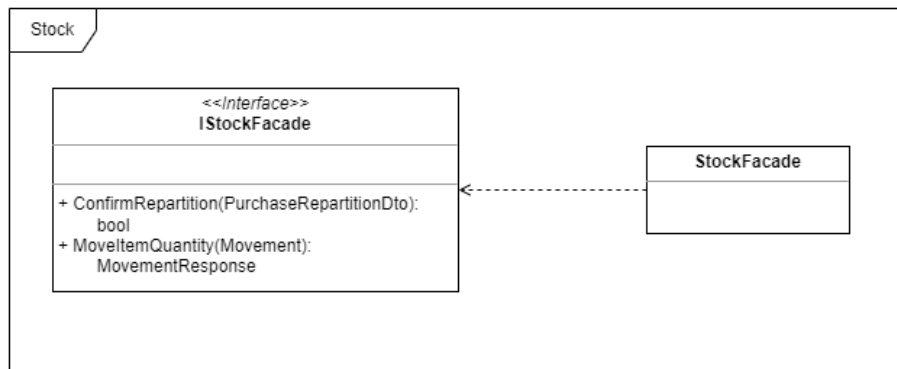 Stock
<<Interface>>
IStockFacade
StockFacade
+ ConfirmRepartition(PurchaseRepartitionDto):
bool
+ MoveItemQuantity(Movement):
MovementResponse